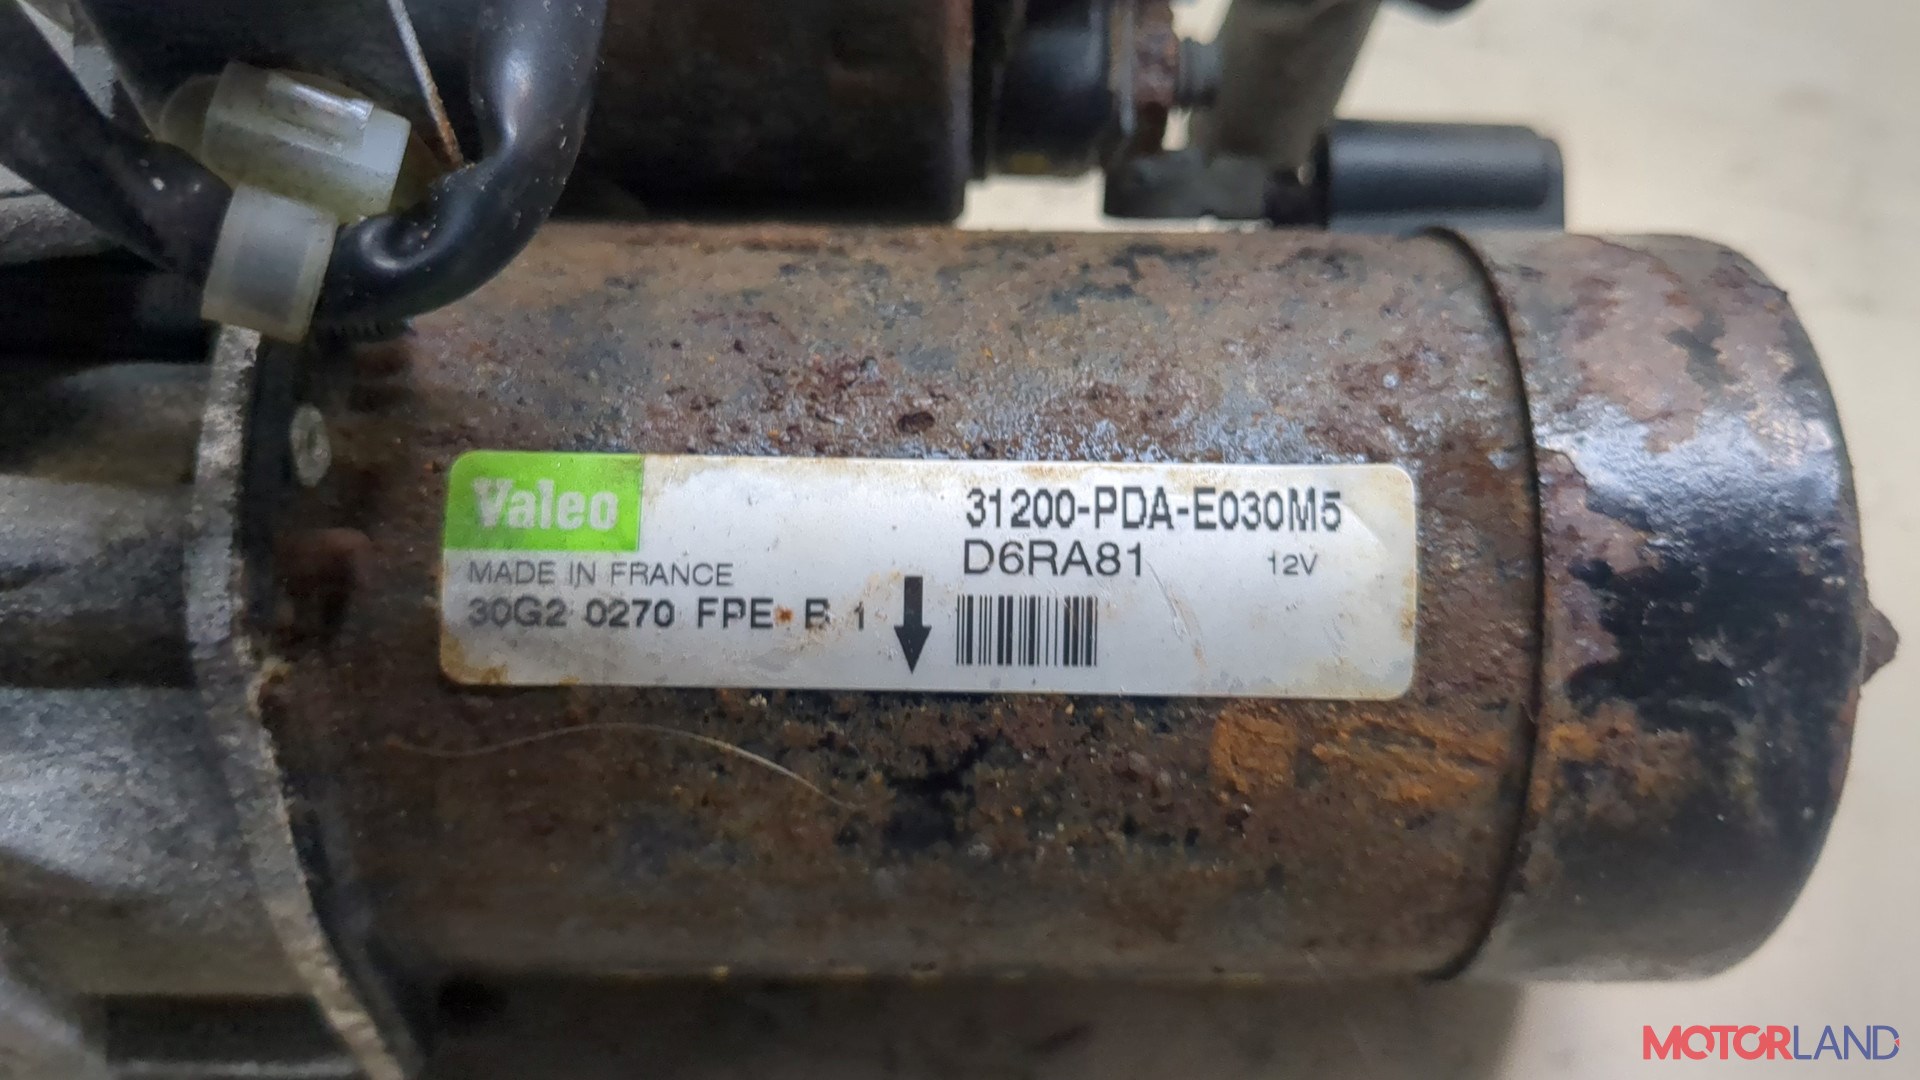 Valeo
31200-PDA-E030M5
D6RA81 12V
MADE IN FRANCE
30G2 0270 FPE B 1
MOTORLAND